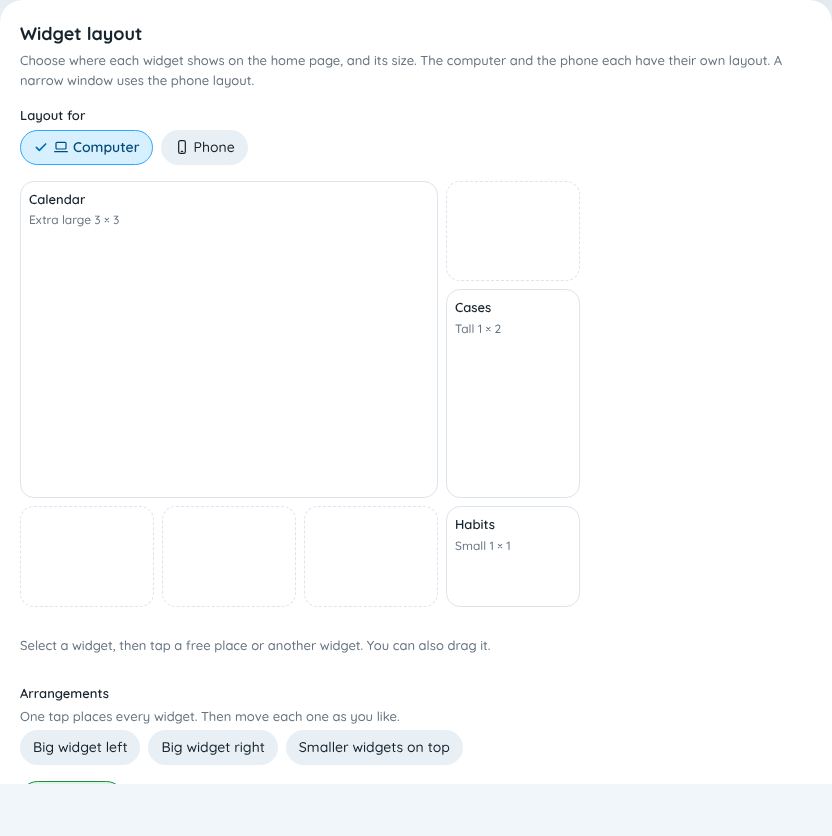 Widget layout
Choose where each widget shows on the home page, and its size. The computer and the phone each have their own layout. A
narrow window uses the phone layout.
Layout for
Computer
Phone
Calendar
Extra large 3 × 3
Cases
Tall 1 × 2
Habits
Small 1 × 1
Select a widget, then tap a free place or another widget. You can also drag it.
Arrangements
One tap places every widget. Then move each one as you like.
Big widget left
Big widget right
Smaller widgets on top